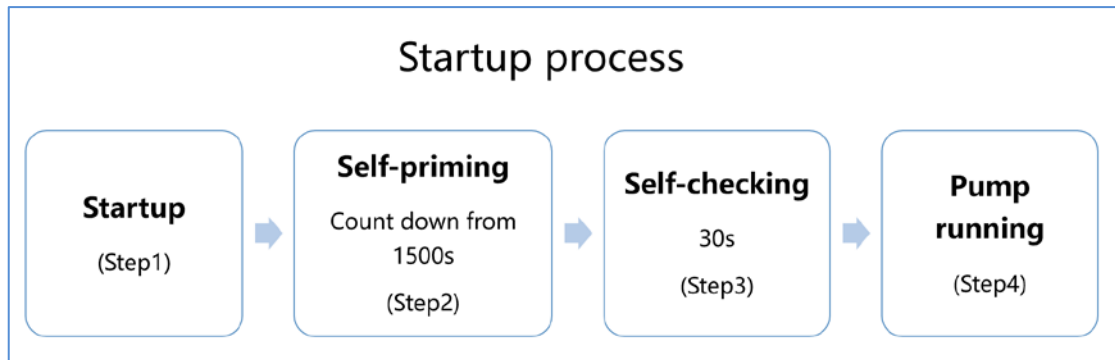 Startup process
Startup
(Step1)
Self-priming
Count down from
1500s
(Step2)
Self-checking
30s
(Step3)
Pump
running
(Step4)